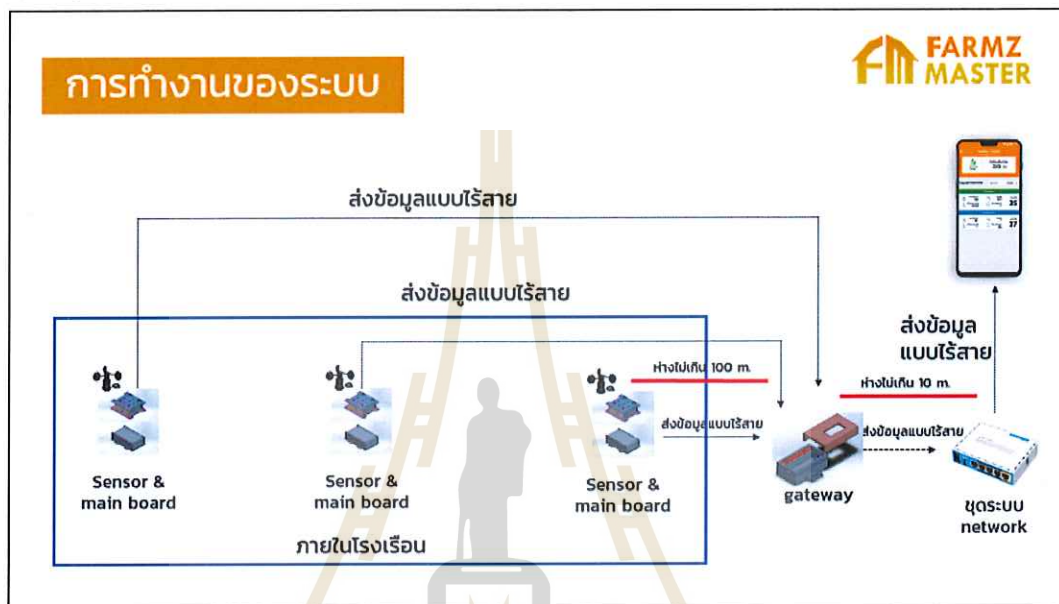 การทำงานของระบบ
FARMZ
MASTER
ส่งข้อมูลแบบไร้สาย
ส่งข้อมูลแบบไร้สาย
ส่งข้อมูล
แบบไร้สาย
ห่างไม่เกิน 100 m.
ห่างไม่เกิน 10 m.
ส่งข้อมูลแบบไร้สาย
ส่งข้อมูลแบบไร้สาย
Sensor &
main board
Sensor &
main board
Sensor &
main board
gateway
ชุดระบบ
network
ภายในโรงเรือน
35
37